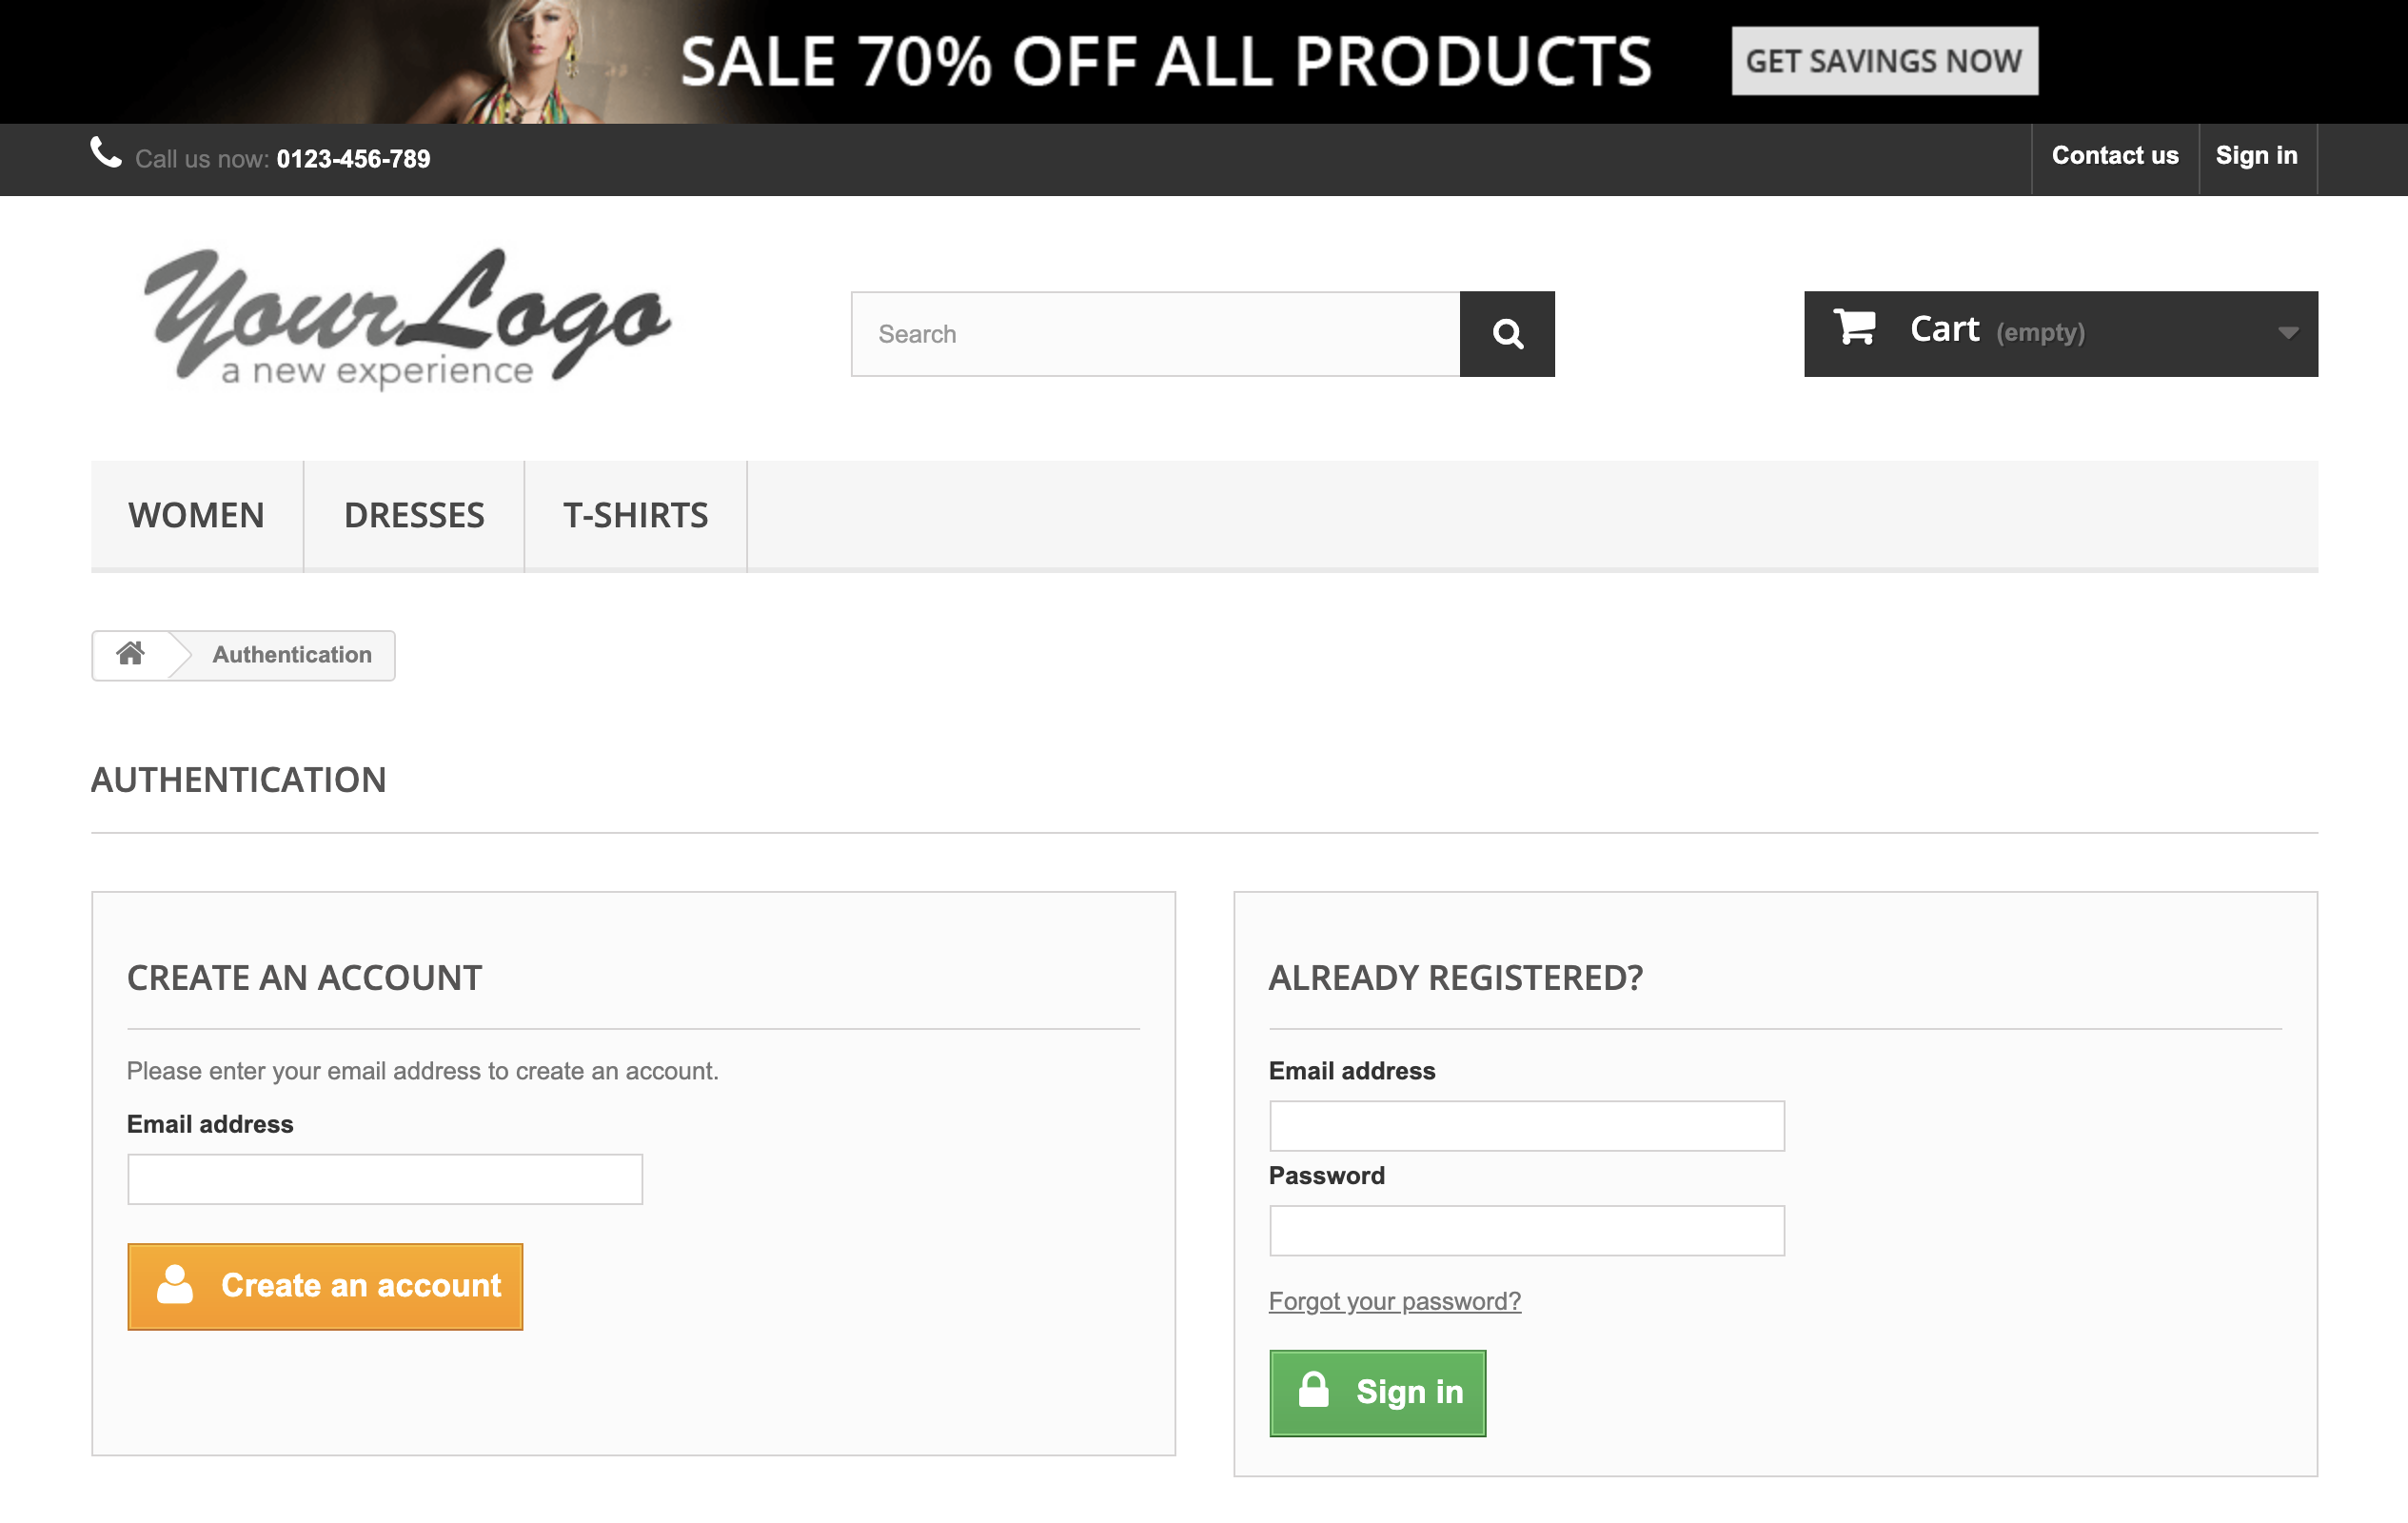 SALE 70% OFF ALL PRODUCTS
GET SAVINGS NOW
Call us now: 0123-456-789
Contact us
Sign in
YourLogo
a new experience
Search
Cart (empty)
WOMEN
DRESSES
T-SHIRTS
Authentication
AUTHENTICATION
CREATE AN ACCOUNT
Please enter your email address to create an account.
Email address
Create an account
ALREADY REGISTERED?
Email address
Password
Forgot your password?
Sign in